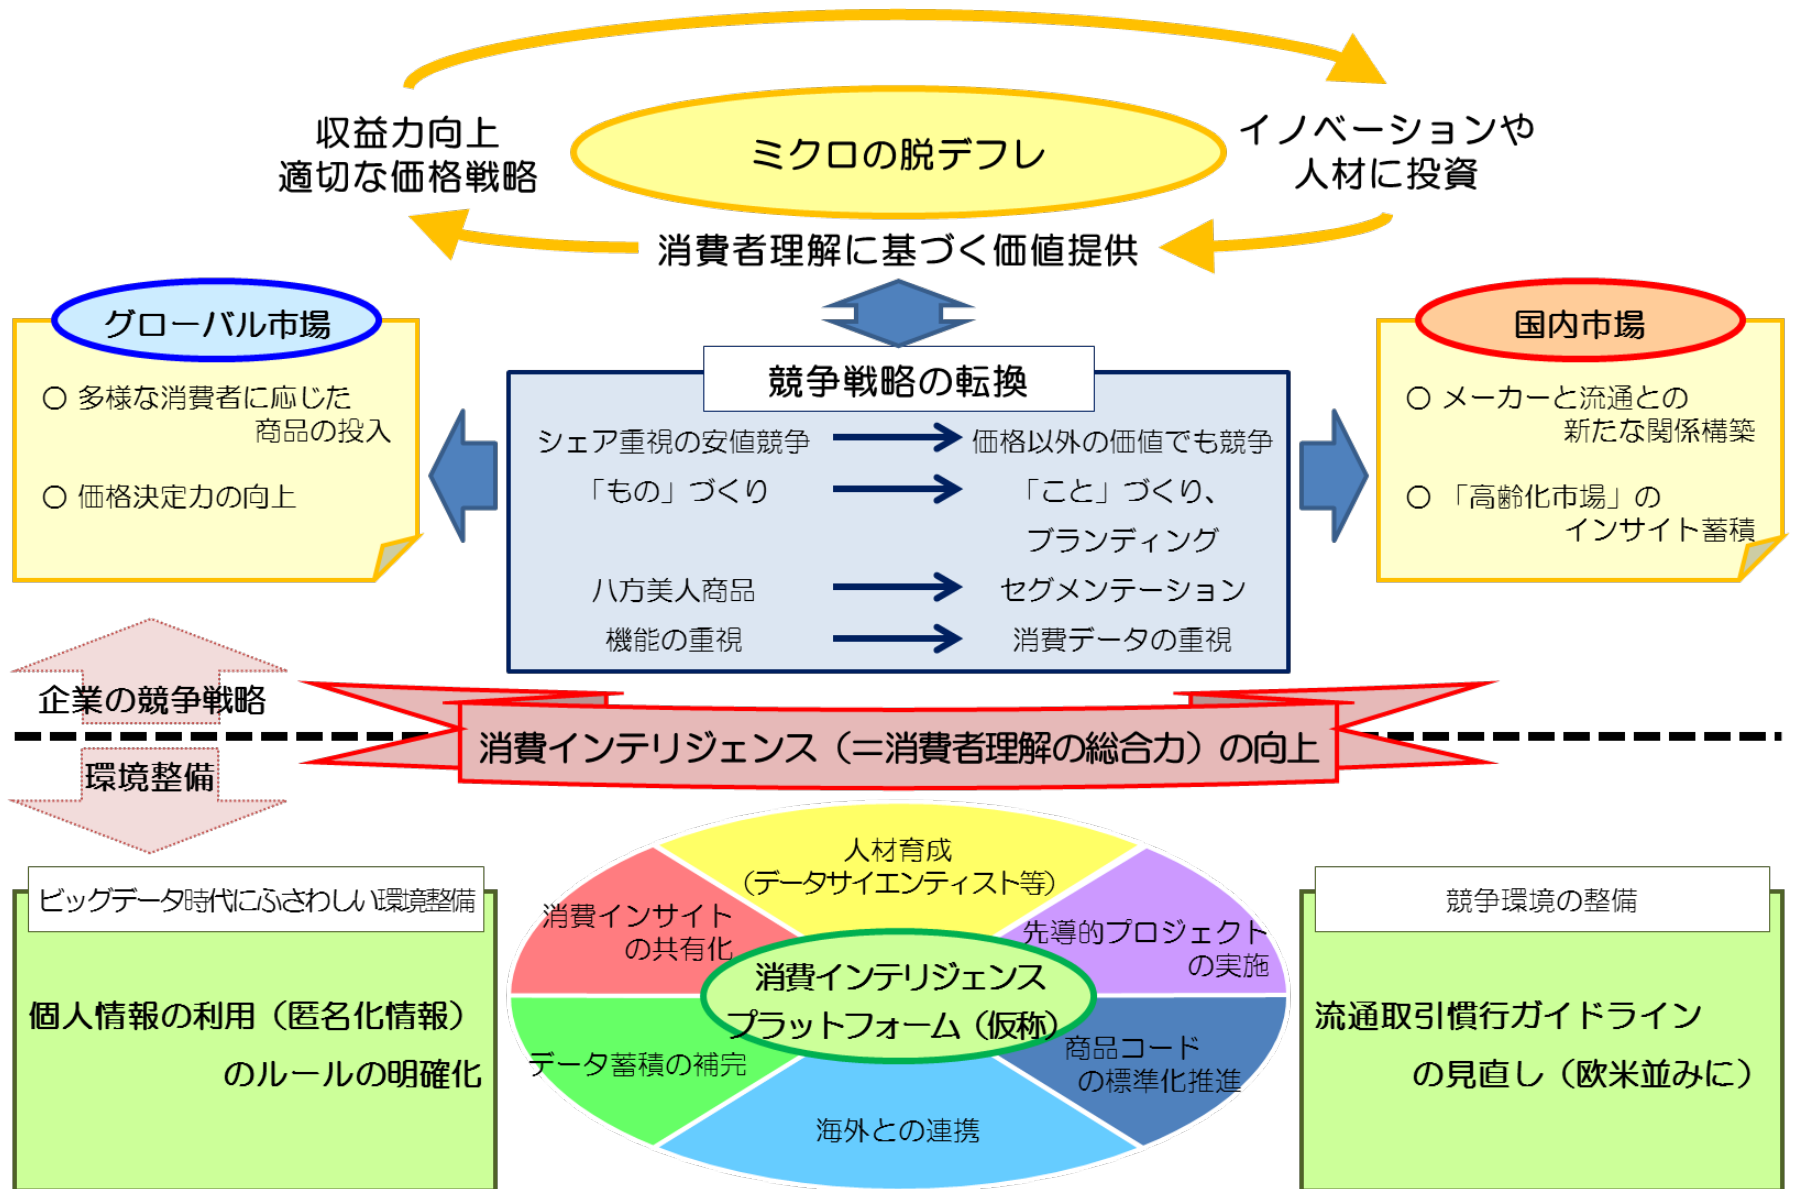 収益力向上
適切な価格戦略
ミクロの脱デフレ
イノベーションや
人材に投資
消費者理解に基づく価値提供
グローバル市場
○ 多様な消費者に応じた
商品の投入
○ 価格決定力の向上
競争戦略の転換
シェア重視の安値競争 → 価格以外の価値でも競争
「もの」づくり → 「こと」づくり、
ブランディング
八方美人商品 → セグメンテーション
機能の重視 → 消費データの重視
国内市場
○ メーカーと流通との
新たな関係構築
○ 「高齢化市場」の
インサイト蓄積
企業の競争戦略
消費インテリジェンス（＝消費者理解の総合力）の向上
環境整備
ビッグデータ時代にふさわしい環境整備
個人情報の利用（匿名化情報）
のルールの明確化
人材育成
（データサイエンティスト等）
消費インサイト
の共有化
先導的プロジェクト
の実施
消費インテリジェンス
プラットフォーム（仮称）
データ蓄積の補完
商品コード
の標準化推進
海外との連携
競争環境の整備
流通取引慣行ガイドライン
の見直し（欧米並みに）